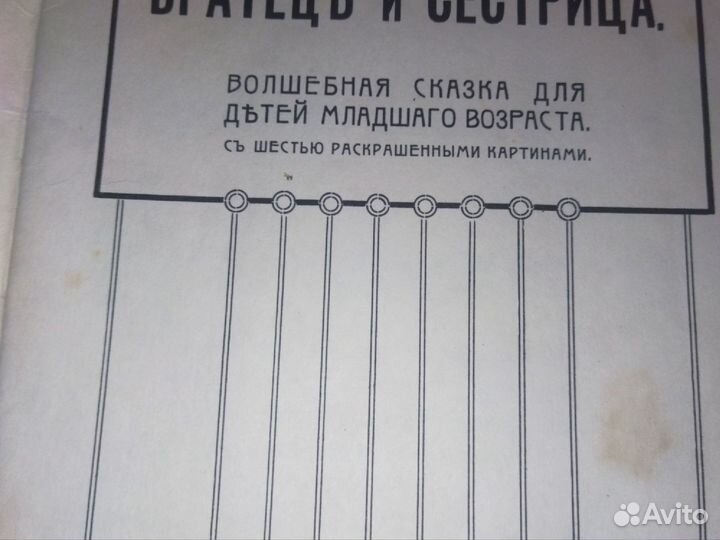 БРАТЕЦЪ И СЕСТРИЦА.
ВОЛШЕБНАЯ СКАЗКА ДЛЯ
ДѢТЕЙ МЛАДШАГО ВОЗРАСТА.
СЪ ШЕСТЬЮ РАСКРАШЕННЫМИ КАРТИНАМИ.
Avito